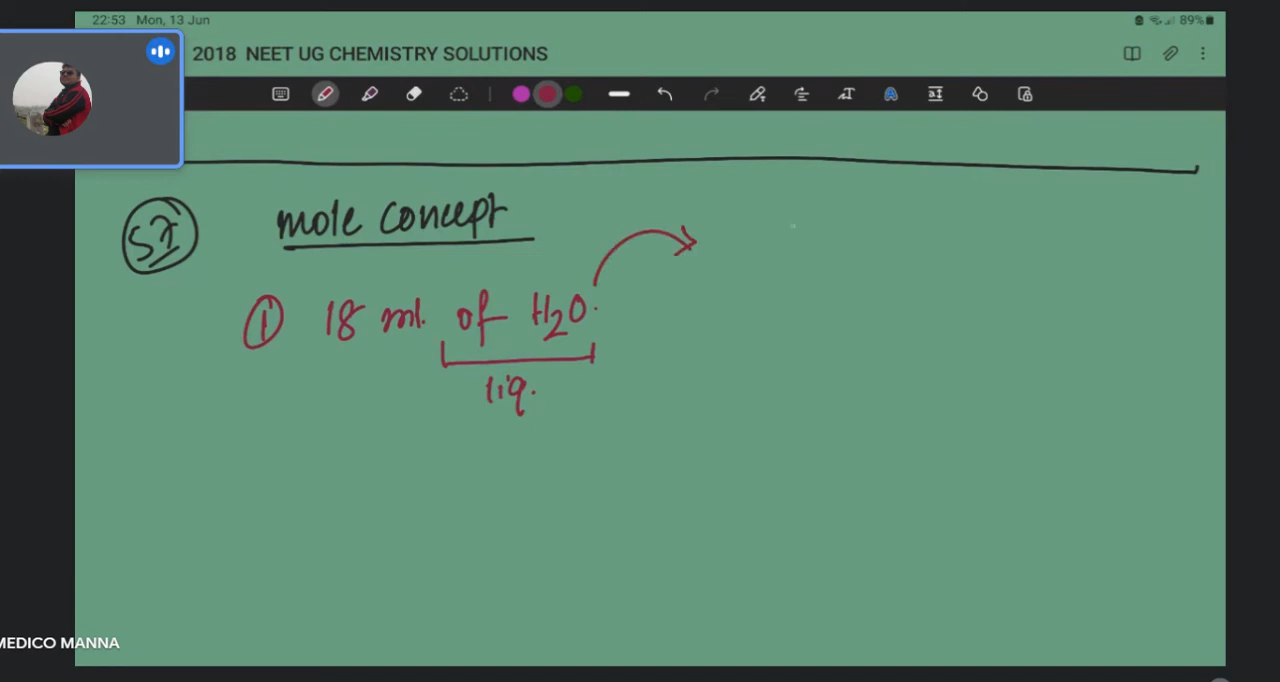 22:53 Mon, 13 Jun
89%
2018 NEET UG CHEMISTRY SOLUTIONS
mole concept
① 18 ml. of H₂O.
liq.
MEDICO MANNA